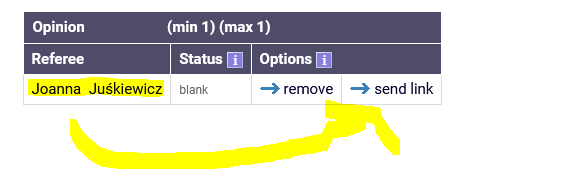 Opinion (min 1) (max 1)
Referee Status i Options i
Joanna Juśkiewicz blank → remove → send link